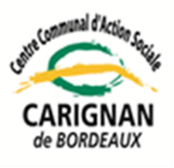 Centre Communal d'Action Sociale
CARIGNAN
de BORDEAUX